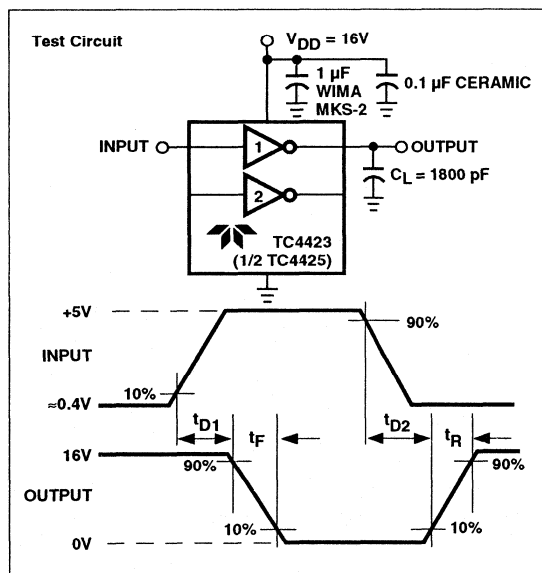 Test Circuit
V_DD = 16V
1 µF
WIMA
MKS-2
0.1 µF CERAMIC
INPUT
1
OUTPUT
C_L = 1800 pF
2
TC4423
(1/2 TC4425)
+5V
90%
INPUT
10%
≈0.4V
t_D1
t_F
t_D2
t_R
16V
90%
90%
OUTPUT
10%
10%
0V